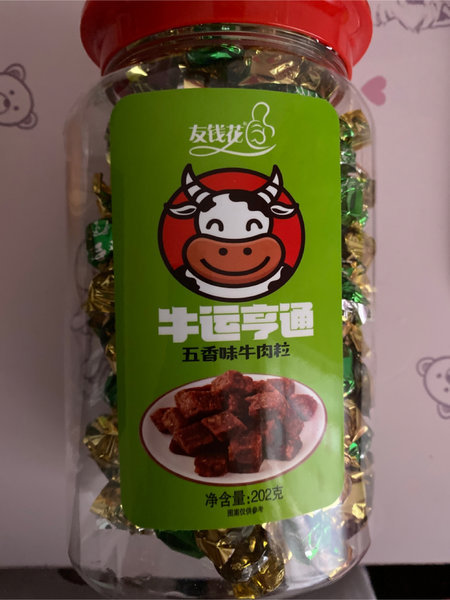 友钱花®
牛运亨通
五香味牛肉粒
净含量:202克
图案仅供参考